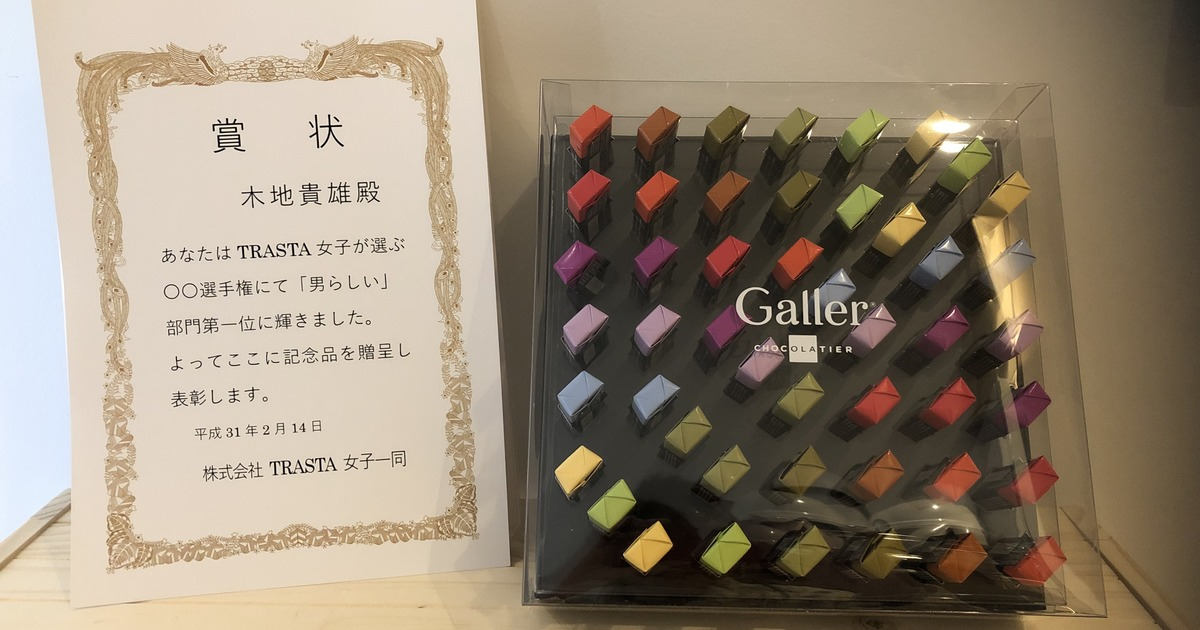 賞 状
木地貴雄殿
あなたは TRASTA 女子が選ぶ
〇〇選手権にて「男らしい」
部門第一位に輝きました。
よってここに記念品を贈呈し
表彰します。
平成 31 年 2 月 14 日
株式会社 TRASTA 女子一同
Galler
CHOCOLATIER